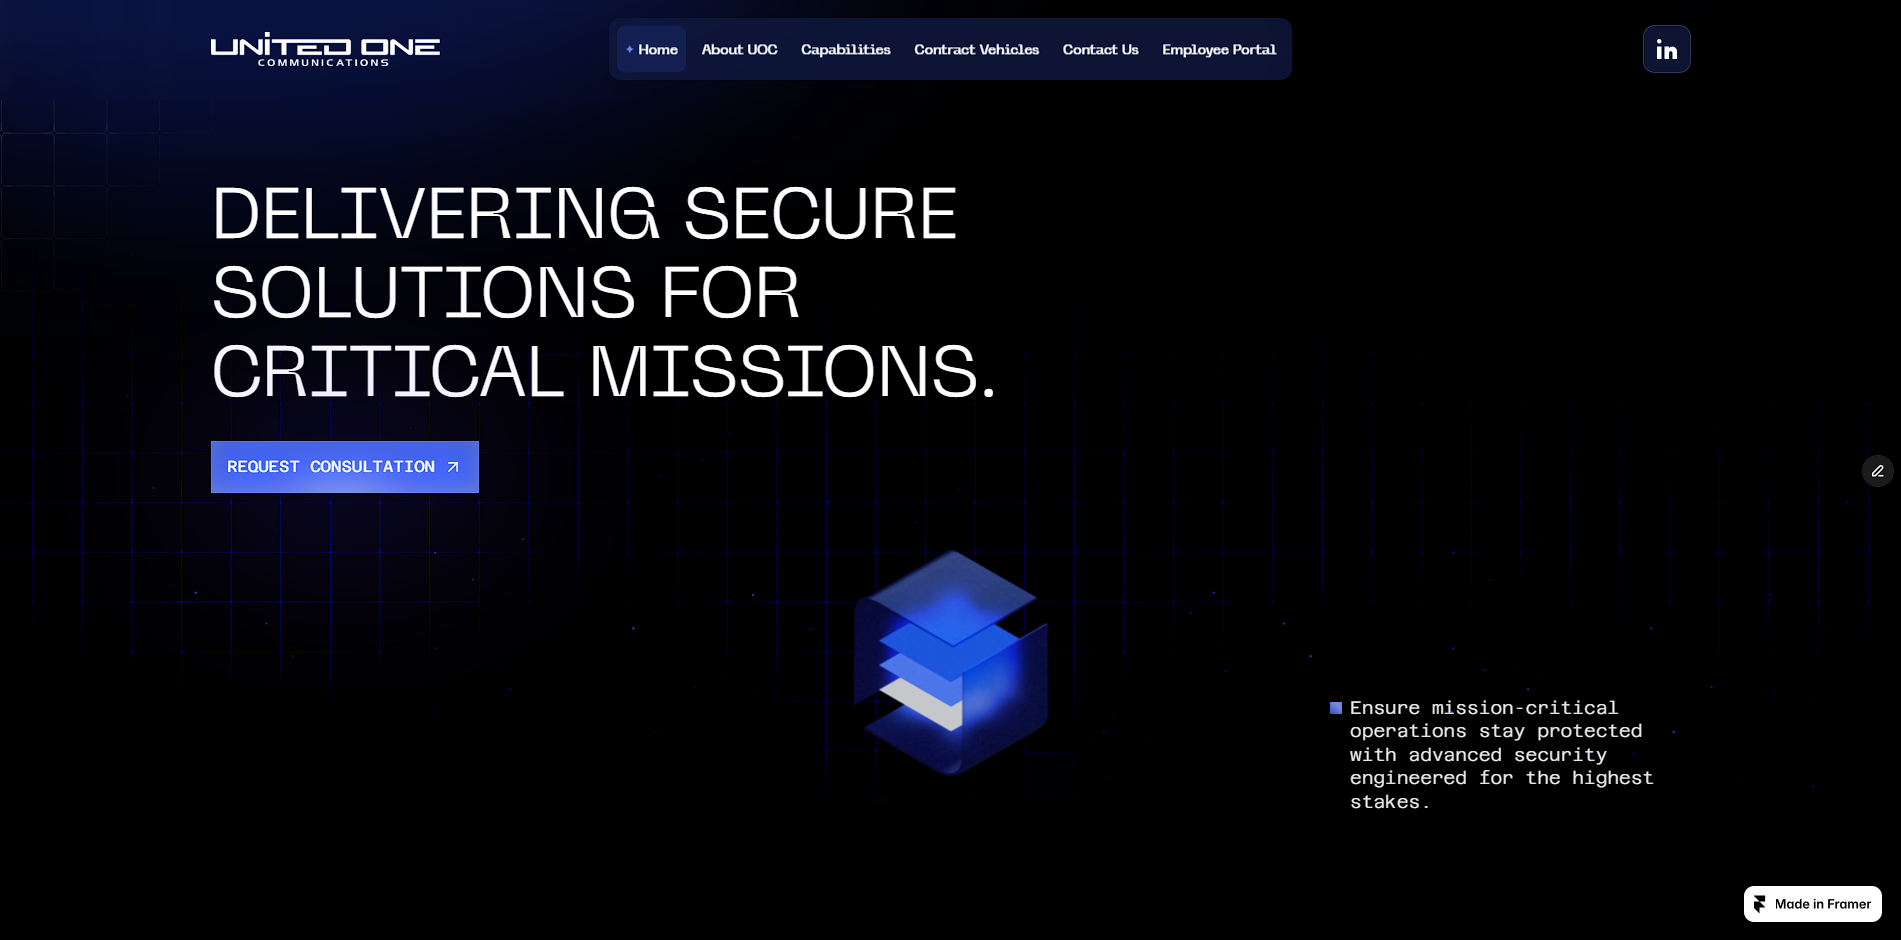 UNITED ONE
COMMUNICATIONS
Home
About UOC
Capabilities
Contract Vehicles
Contact Us
Employee Portal
in
DELIVERING SECURE
SOLUTIONS FOR
CRITICAL MISSIONS.
REQUEST CONSULTATION
Ensure mission-critical
operations stay protected
with advanced security
engineered for the highest
stakes.
Made in Framer